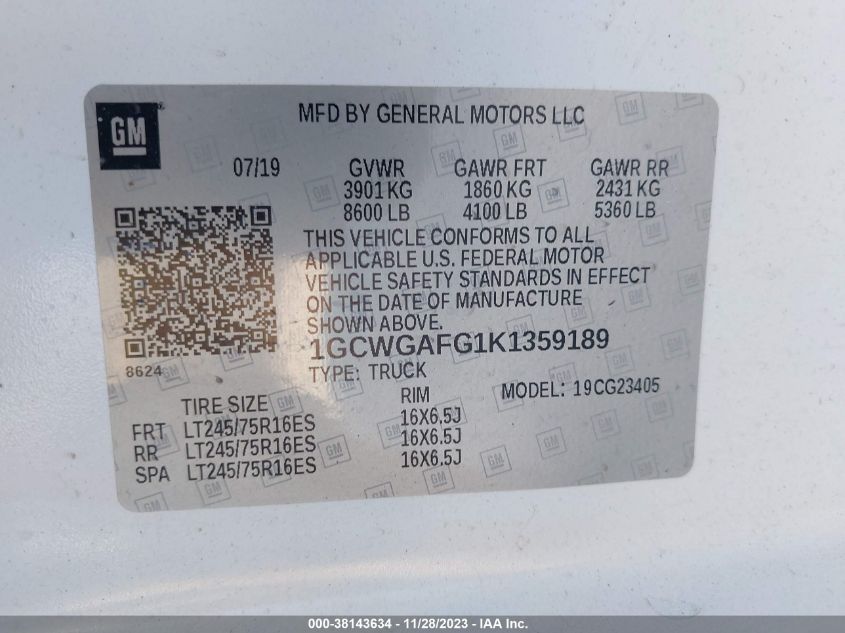 GM
MFD BY GENERAL MOTORS LLC
07/19 GVWR GAWR FRT GAWR RR
3901 KG 1860 KG 2431 KG
8600 LB 4100 LB 5360 LB
THIS VEHICLE CONFORMS TO ALL
APPLICABLE U.S. FEDERAL MOTOR
VEHICLE SAFETY STANDARDS IN EFFECT
ON THE DATE OF MANUFACTURE
SHOWN ABOVE.
1GCWGAFG1K1359189
8624
TYPE: TRUCK
MODEL: 19CG23405
TIRE SIZE RIM
FRT LT245/75R16ES 16X6.5J
RR LT245/75R16ES 16X6.5J
SPA LT245/75R16ES 16X6.5J
000-38143634 - 11/28/2023 - IAA Inc.